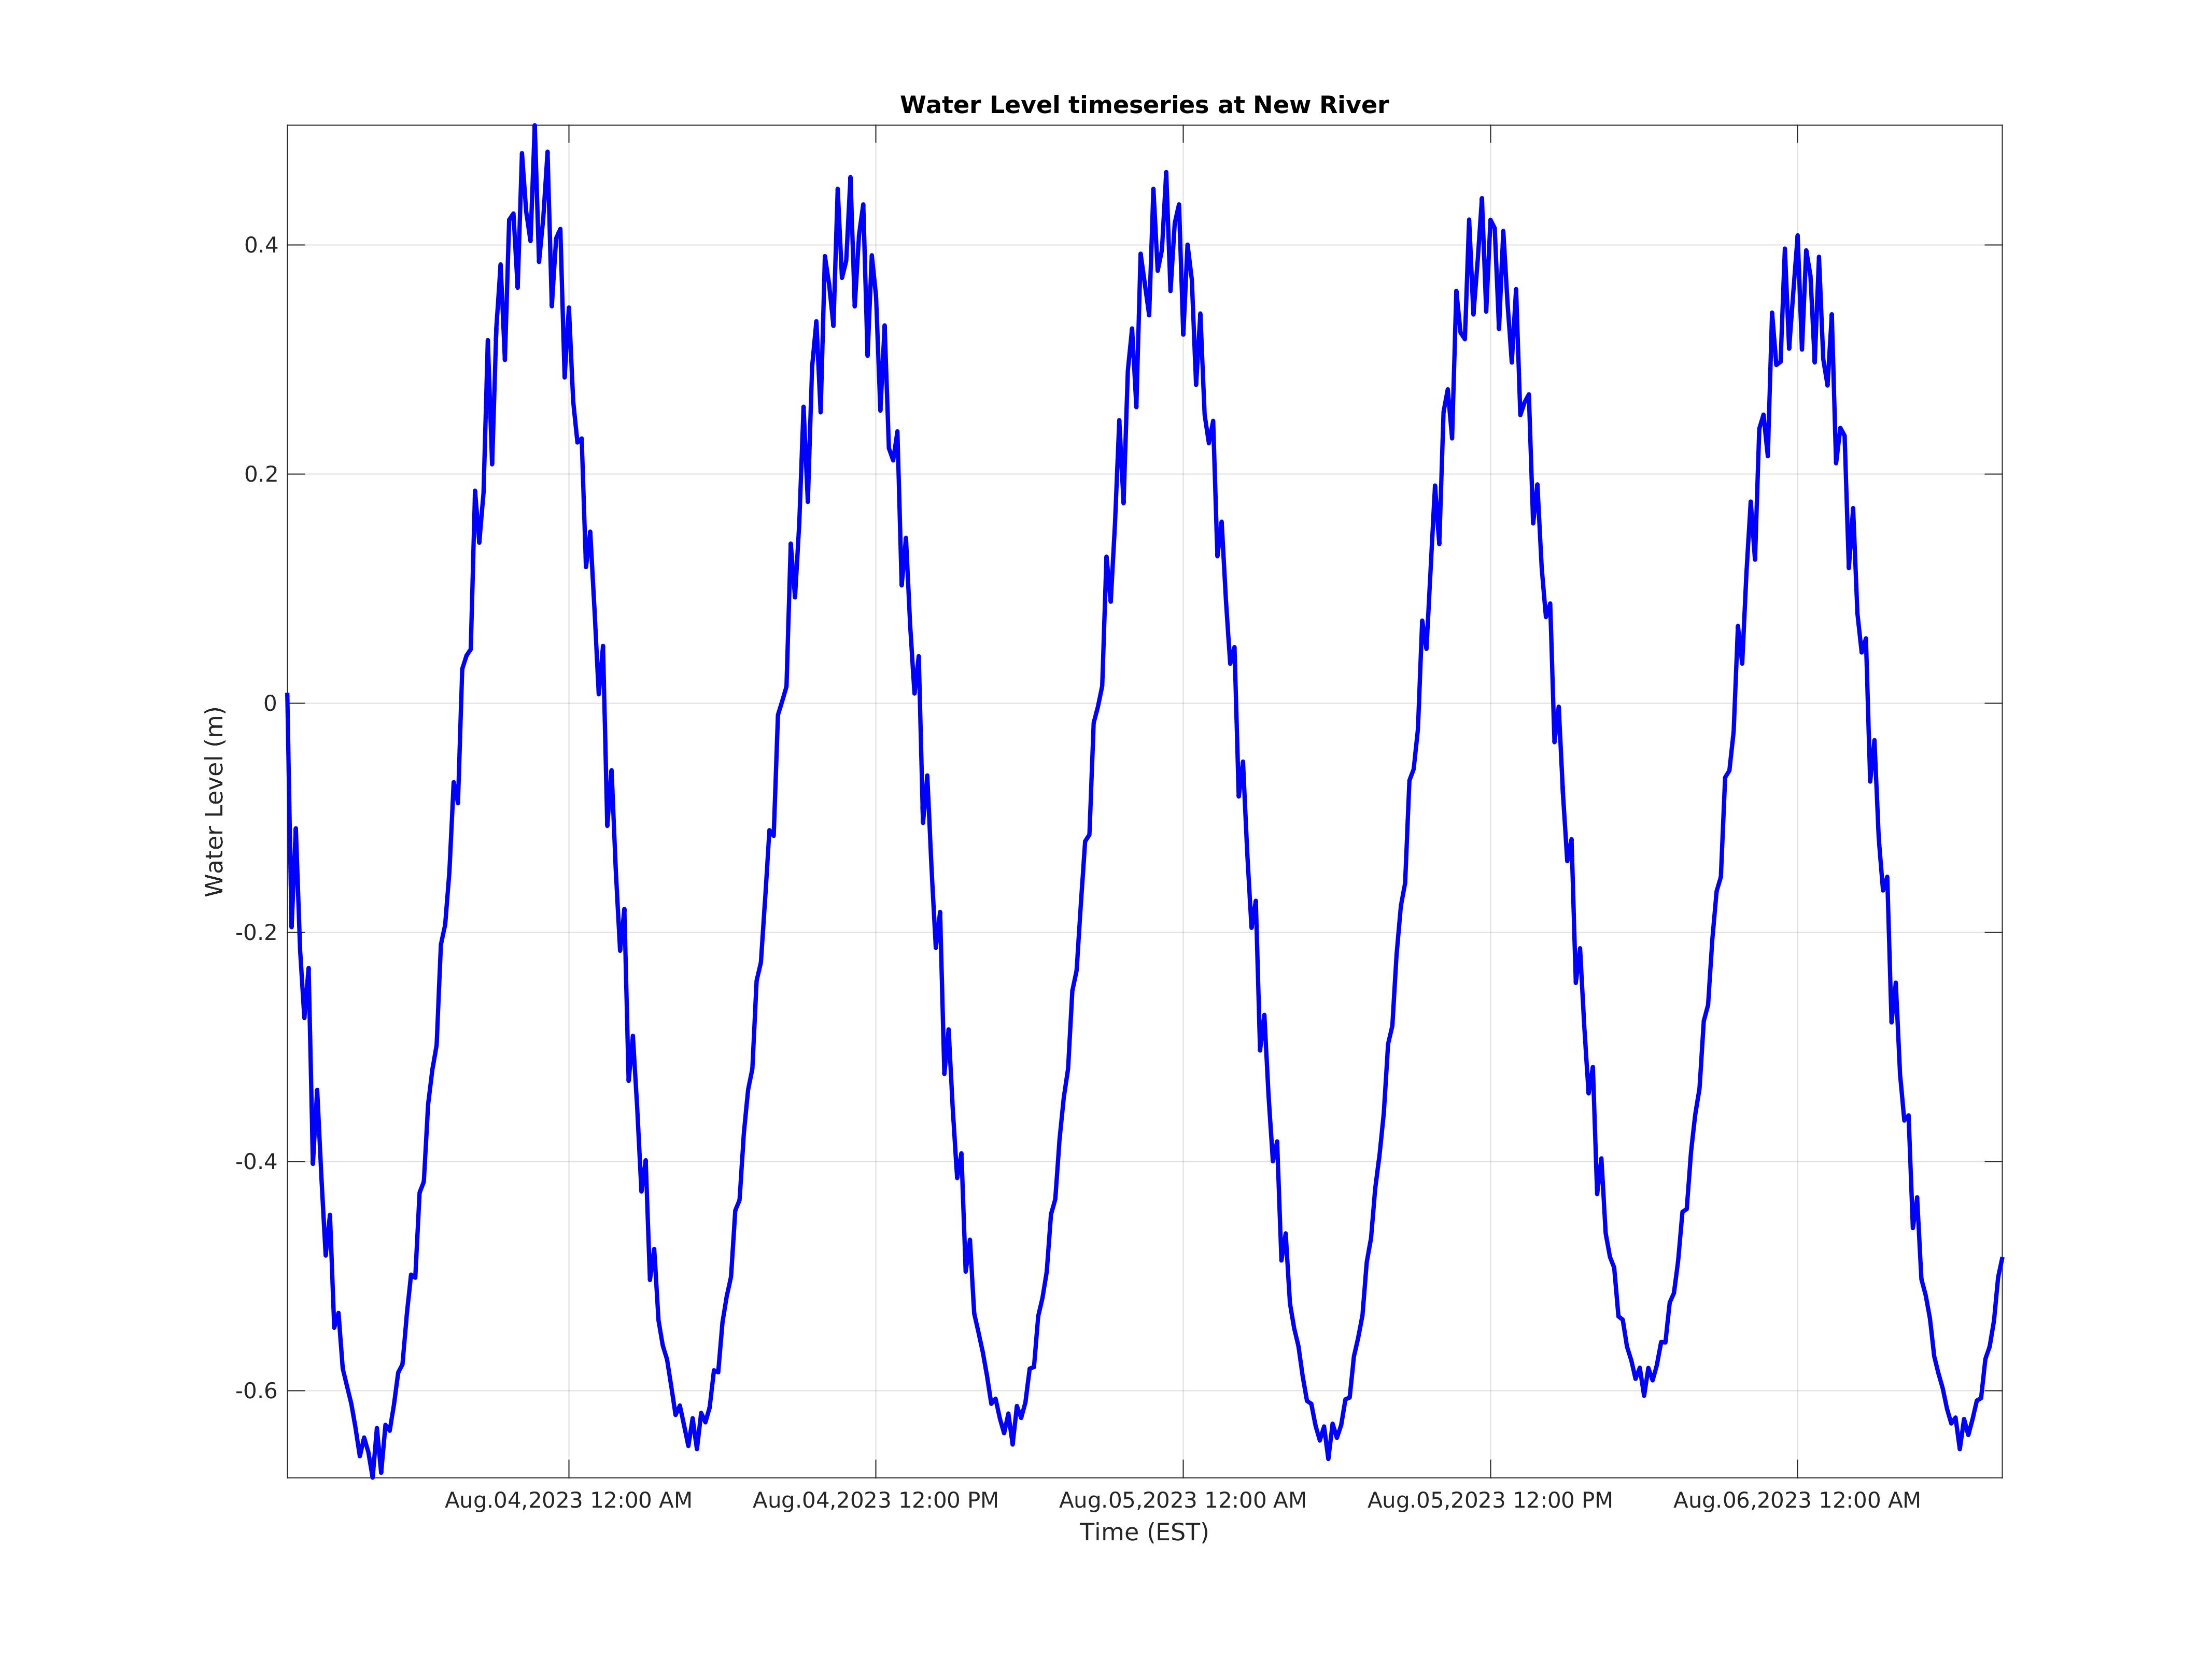 Water Level timeseries at New River
0.4
0.2
0
-0.2
-0.4
-0.6
Water Level (m)
Aug.04,2023 12:00 AM
Aug.04,2023 12:00 PM
Aug.05,2023 12:00 AM
Aug.05,2023 12:00 PM
Aug.06,2023 12:00 AM
Time (EST)